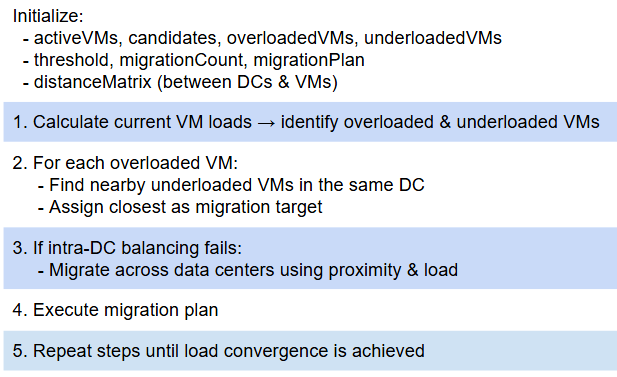 Initialize:
- activeVMs, candidates, overloadedVMs, underloadedVMs
- threshold, migrationCount, migrationPlan
- distanceMatrix (between DCs & VMs)
1. Calculate current VM loads → identify overloaded & underloaded VMs
2. For each overloaded VM:
- Find nearby underloaded VMs in the same DC
- Assign closest as migration target
3. If intra-DC balancing fails:
- Migrate across data centers using proximity & load
4. Execute migration plan
5. Repeat steps until load convergence is achieved